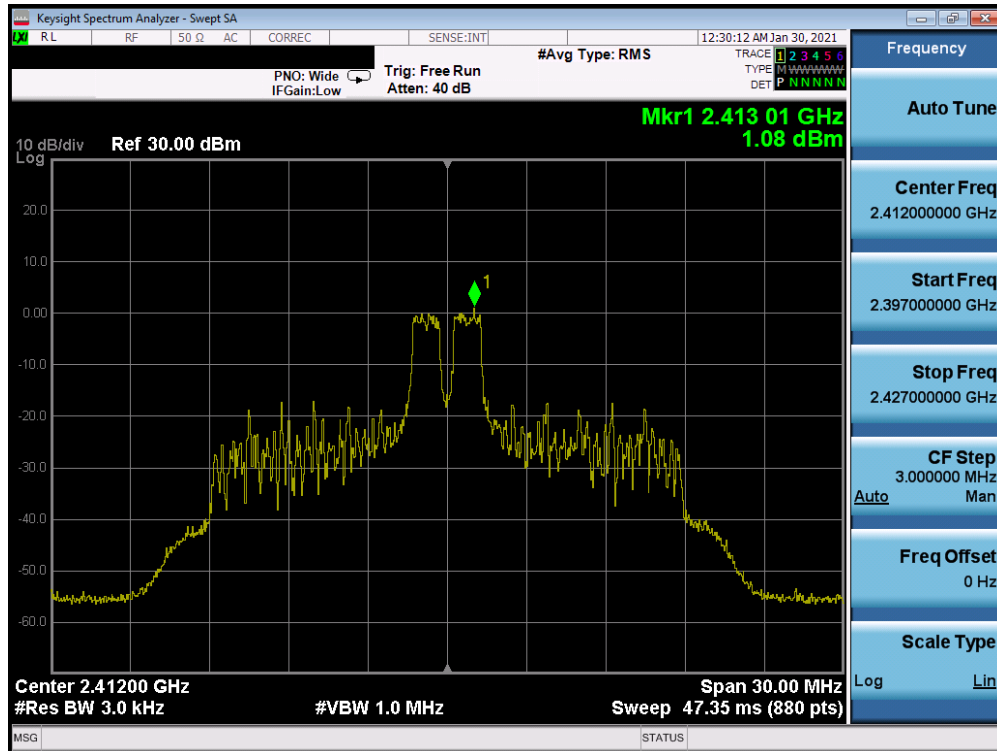 Keysight Spectrum Analyzer - Swept SA
LXI RL RF 50 Ω AC CORREC SENSE:INT 12:30:12 AM Jan 30, 2021
#Avg Type: RMS
TRACE 1 2 3 4 5 6
TYPE M W W W W W
DET P N N N N N
PNO: Wide
IFGain:Low
Trig: Free Run
Atten: 40 dB
Mkr1 2.413 01 GHz
1.08 dBm
10 dB/div
Log
Ref 30.00 dBm
20.0
10.0
0.00
-10.0
-20.0
-30.0
-40.0
-50.0
-60.0
1
Center 2.41200 GHz
Span 30.00 MHz
#Res BW 3.0 kHz
#VBW 1.0 MHz
Sweep 47.35 ms (880 pts)
MSG
STATUS
Frequency
Auto Tune
Center Freq
2.412000000 GHz
Start Freq
2.397000000 GHz
Stop Freq
2.427000000 GHz
CF Step
3.000000 MHz
Auto Man
Freq Offset
0 Hz
Scale Type
Log Lin